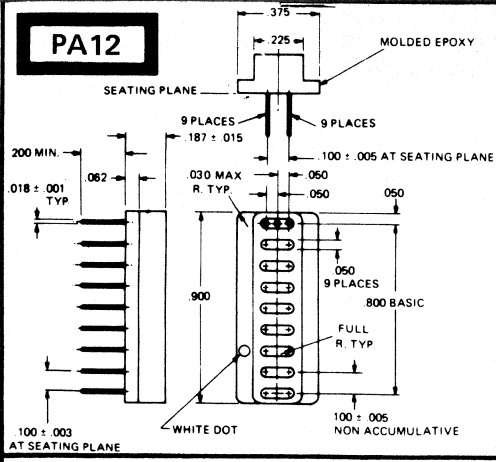 PA12
.375
.225
MOLDED EPOXY
SEATING PLANE
9 PLACES
9 PLACES
.187 ± .015
200 MIN.
.062
.100 ± .005 AT SEATING PLANE
.018 ± .001
TYP.
.030 MAX
R. TYP.
.050
.050
050
.050
9 PLACES
.900
.800 BASIC
FULL
R. TYP.
.100 ± .003
AT SEATING PLANE
WHITE DOT
100 ± .005
NON ACCUMULATIVE